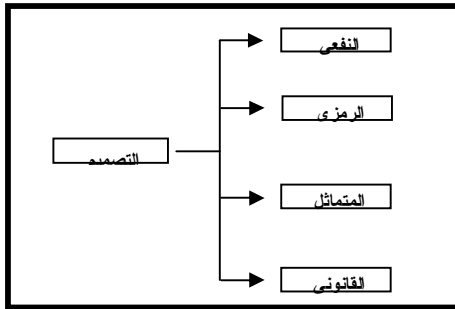 النفعي
الرمزي
التصميم
المتماثل
القانوني